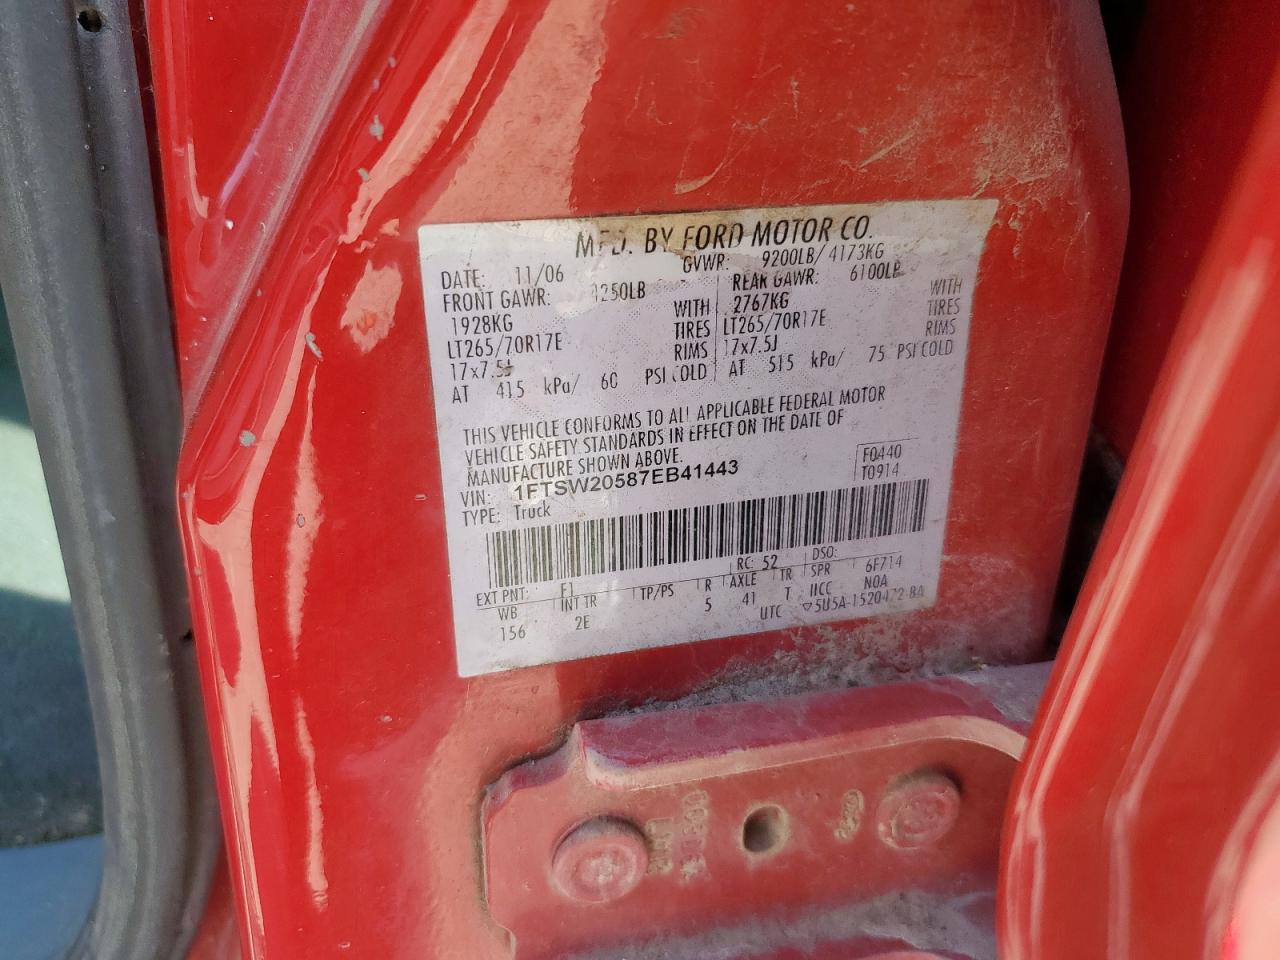 MFD. BY FORD MOTOR CO.
DATE: 11/06 GVWR: 9200LB/4173KG
FRONT GAWR: 4250LB REAR GAWR: 6100LB
1928KG WITH 2767KG WITH
LT265/70R17E TIRES LT265/70R17E TIRES
17x7.5J RIMS 17x7.5J RIMS
AT 415 kPa/ 60 PSI COLD AT 515 kPa/ 75 PSI COLD
THIS VEHICLE CONFORMS TO ALL APPLICABLE FEDERAL MOTOR
VEHICLE SAFETY STANDARDS IN EFFECT ON THE DATE OF
MANUFACTURE SHOWN ABOVE.
VIN: 1FTSW20587EB41443 F0440
TYPE: Truck T0914
EXT PNT: F1 RC: 52 DSO:
WB INT TR TP/PS R AXLE TR SPR 6F714
156 2E 5 41 T IICC NOA
UTC ▽5U5A-1520472-BA